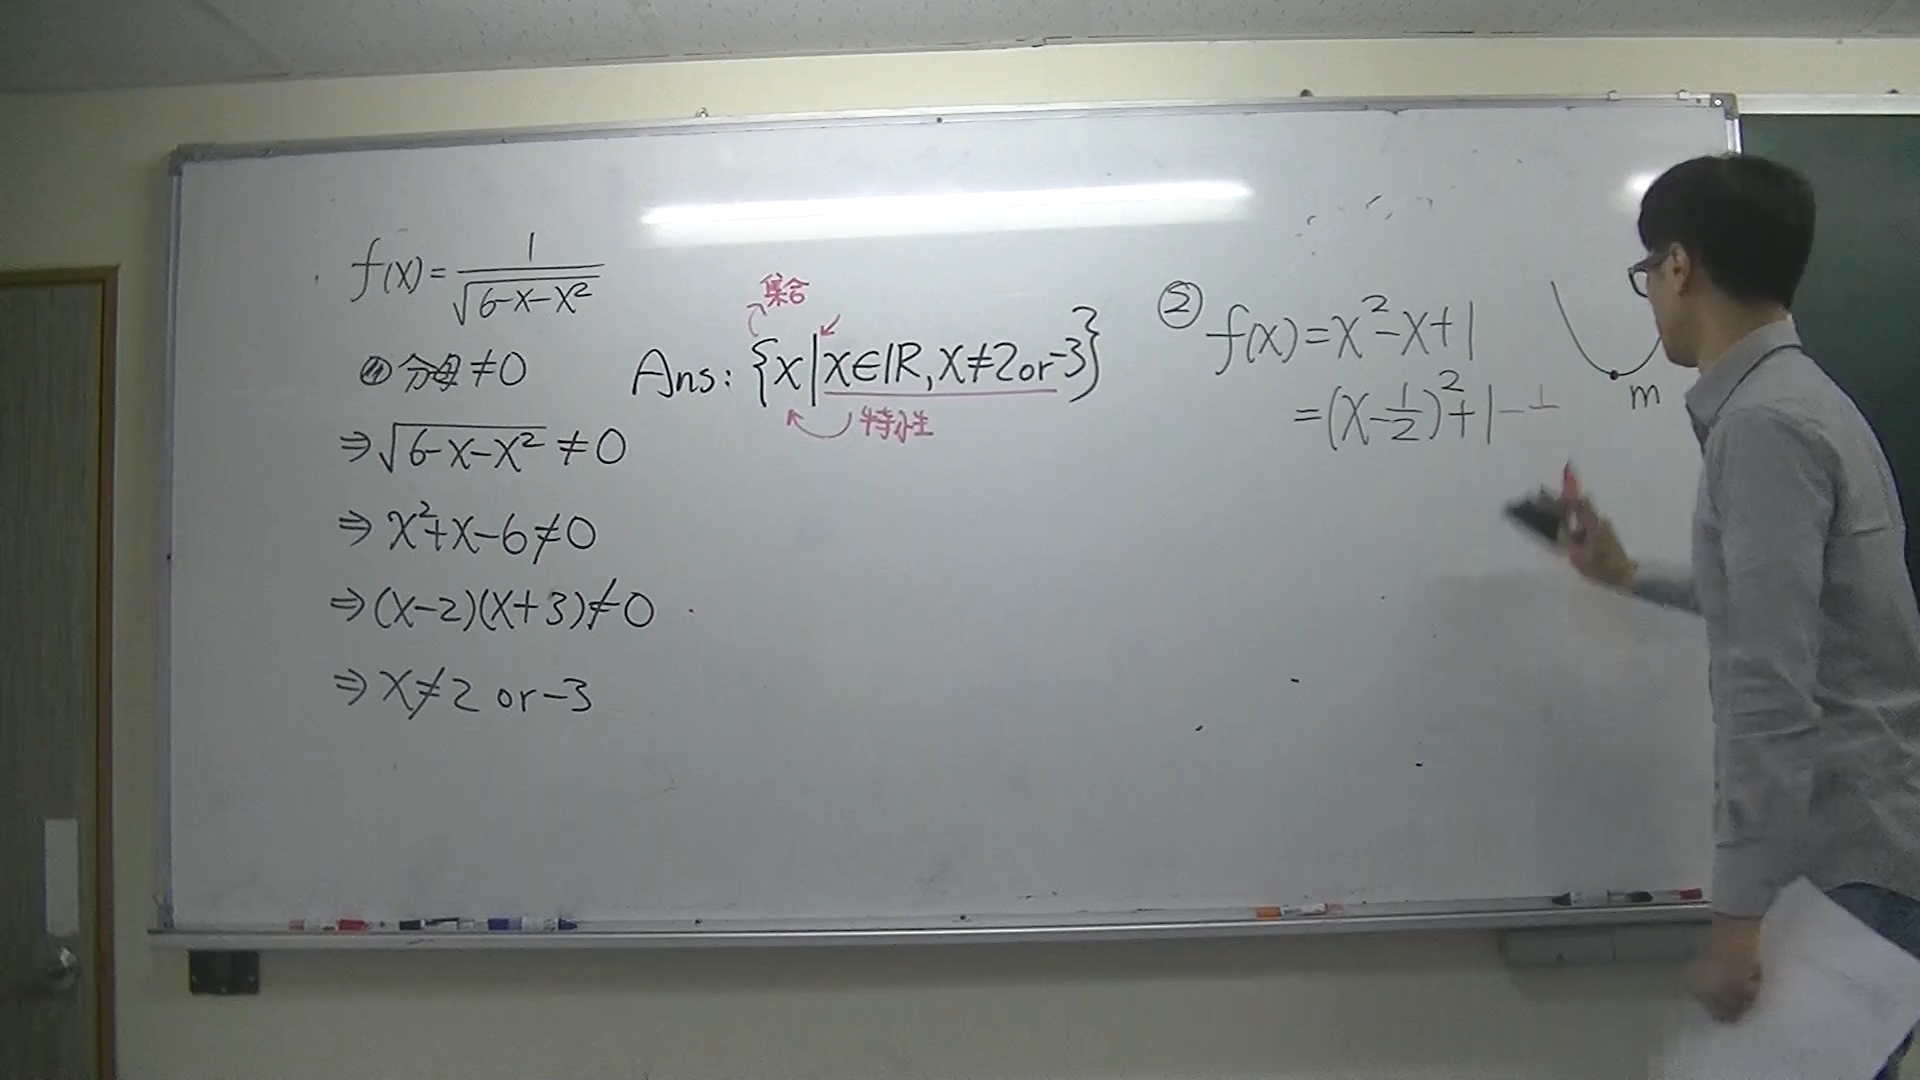 f(x)=1/√(6-x-x²)
① 分母≠0
⇒√(6-x-x²)≠0
⇒x²+x-6≠0
⇒(x-2)(x+3)≠0
⇒x≠2 or -3
集合
Ans: {x|x∈ℝ, x≠2 or -3}
特性
② f(x)=x²-x+1
=(x-1/2)²+1-1
m